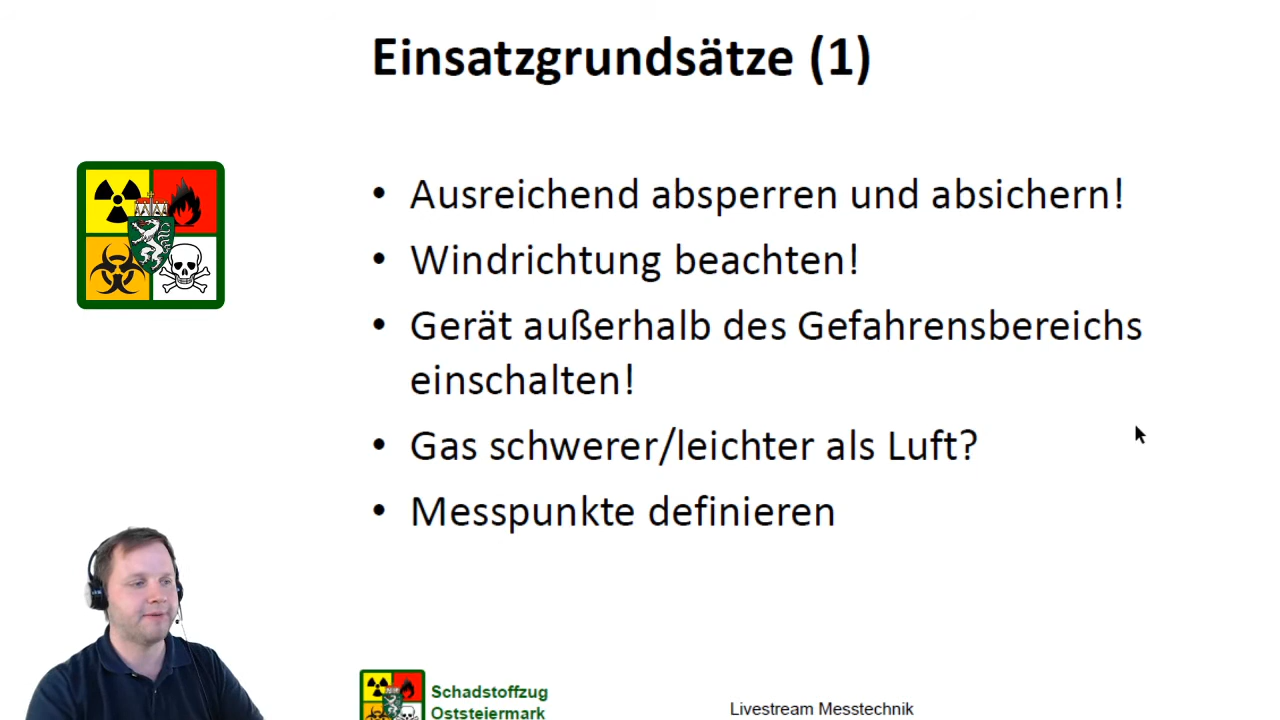 Einsatzgrundsätze (1)
• Ausreichend absperren und absichern!
• Windrichtung beachten!
• Gerät außerhalb des Gefahrensbereichs
einschalten!
• Gas schwerer/leichter als Luft?
• Messpunkte definieren
Schadstoffzug
Oststeiermark
Livestream Messtechnik